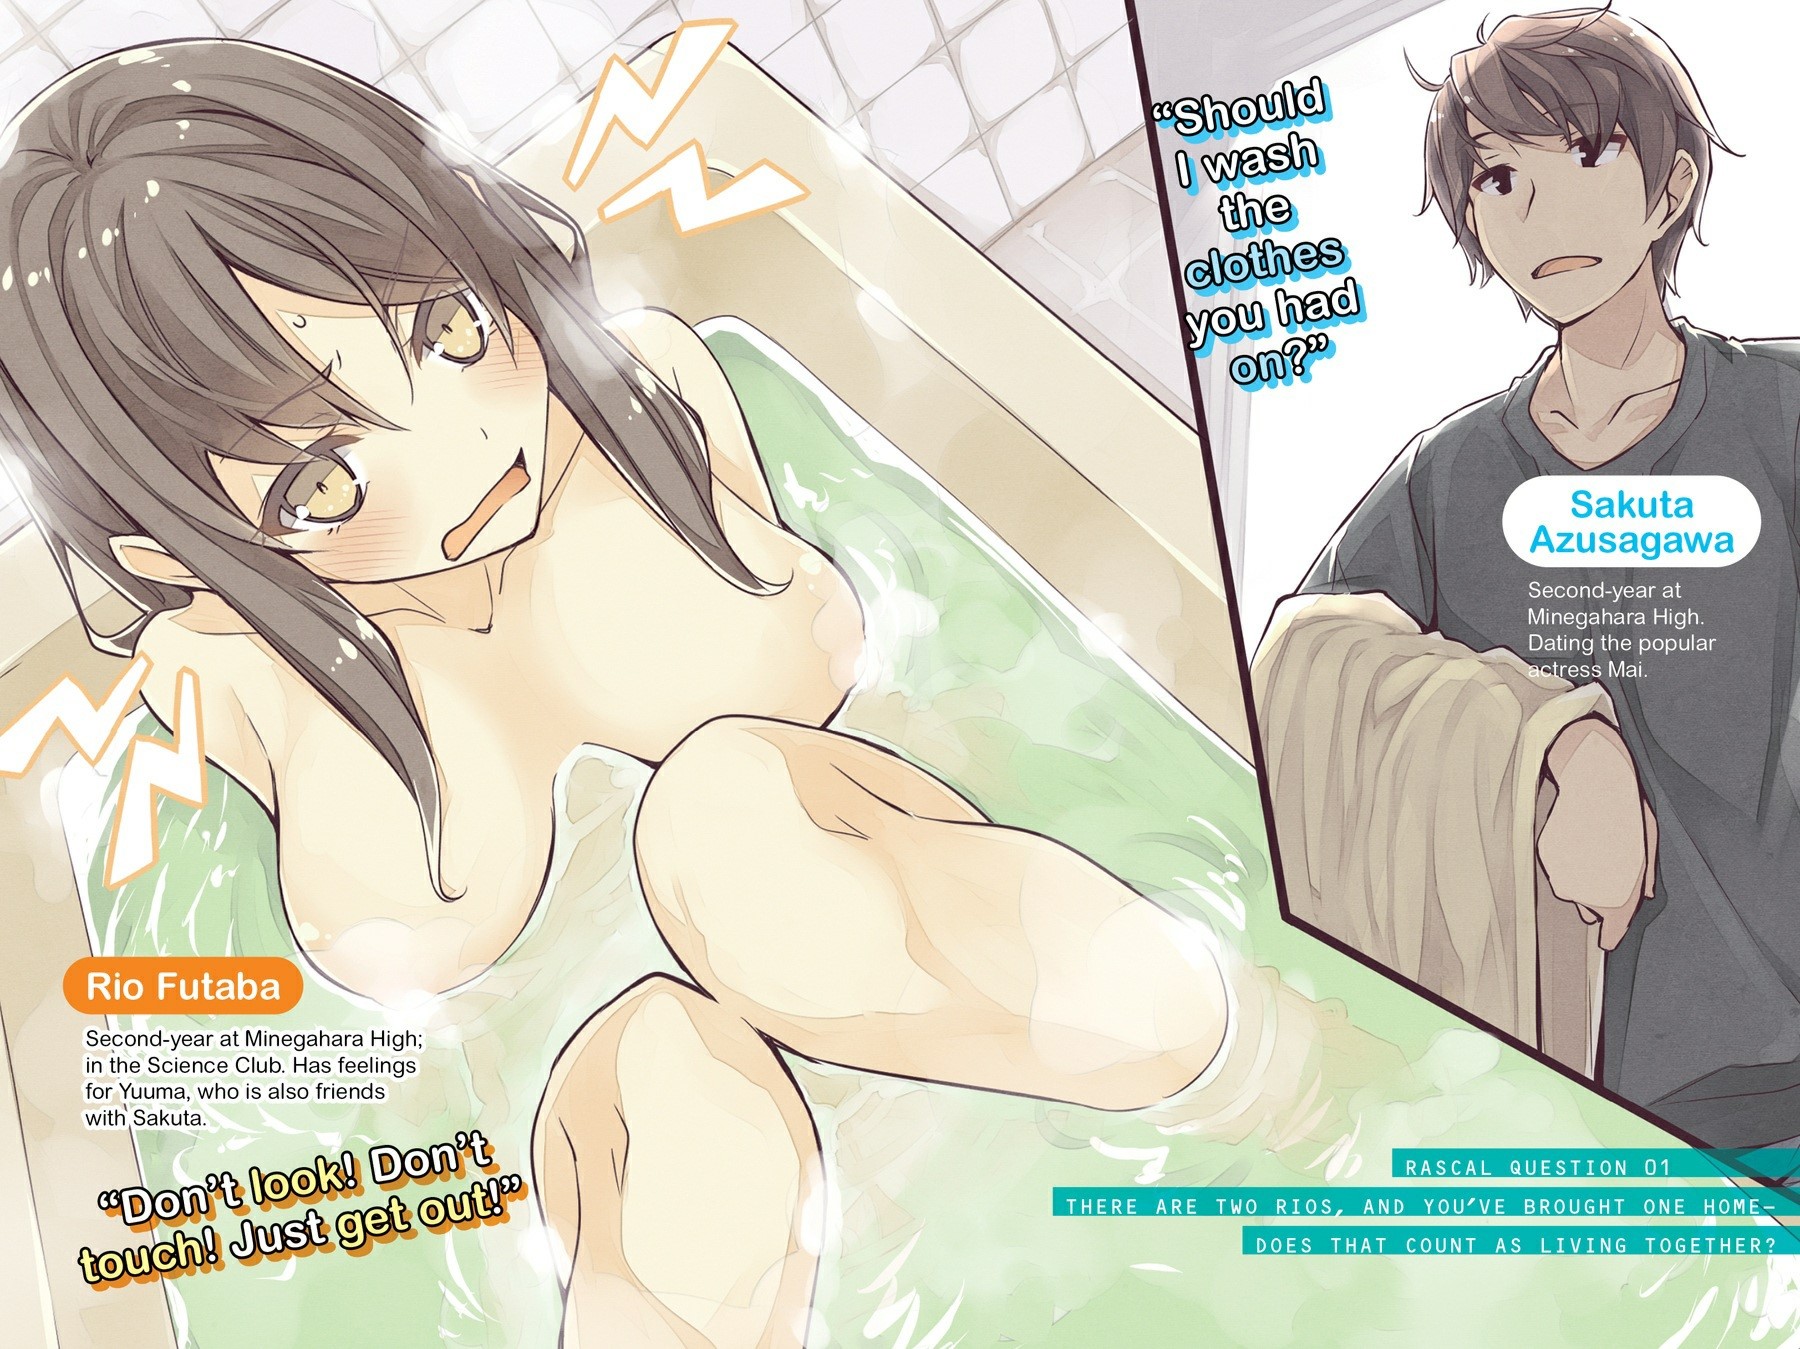 “Should
I wash
the
clothes
you had
on?”
Sakuta
Azusagawa
Second-year at
Minegahara High.
Dating the popular
actress Mai.
Rio Futaba
Second-year at Minegahara High;
in the Science Club. Has feelings
for Yuuma, who is also friends
with Sakuta.
“Don’t look! Don’t
touch! Just get out!”
RASCAL QUESTION 01
THERE ARE TWO RIOS, AND YOU’VE BROUGHT ONE HOME—
DOES THAT COUNT AS LIVING TOGETHER?